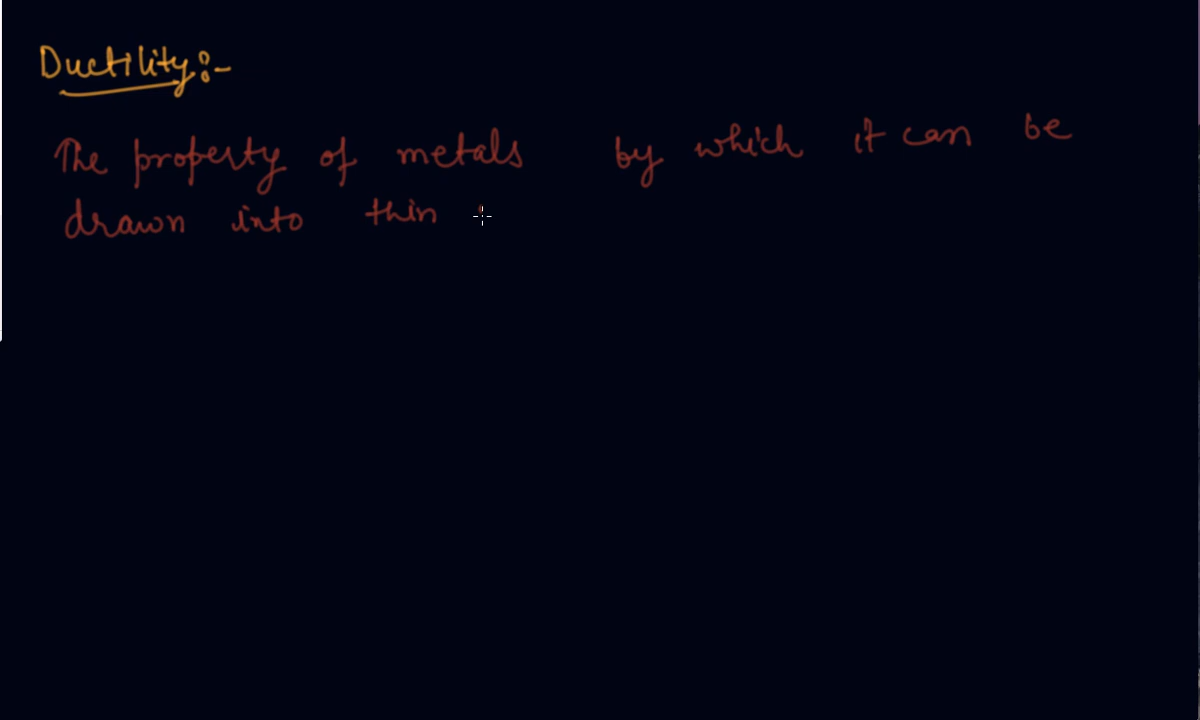 Ductility:-
The property of metals by which it can be
drawn into thin